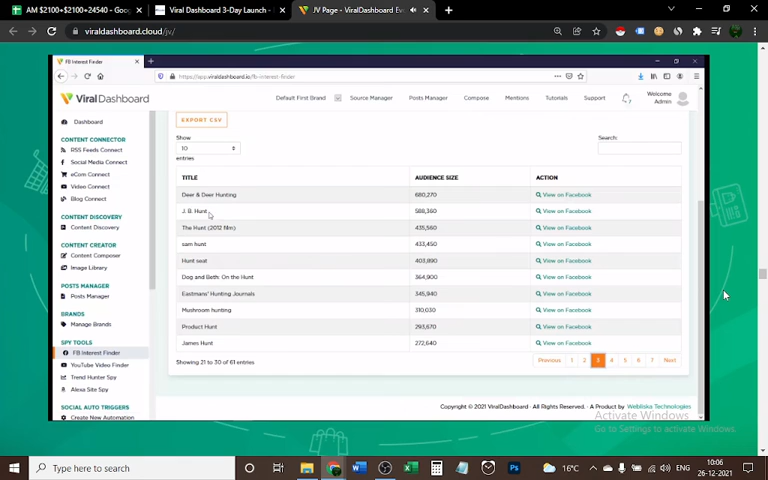 AM $2100+$2100+24540 - Goo
Viral Dashboard 3-Day Launch -
JV Page - ViralDashboard Ev
viraldashboard.cloud/jv/
FB Interest Finder
https://app.viraldashboard.io/fb-interest-finder
ViralDashboard
Default First Brand
Source Manager
Posts Manager
Compose
Mentions
Tutorials
Support
Welcome
Admin
Dashboard
CONTENT CONNECTOR
RSS Feeds Connect
Social Media Connect
eCom Connect
Video Connect
Blog Connect
CONTENT DISCOVERY
Content Discovery
CONTENT CREATOR
Content Composer
Image Library
POSTS MANAGER
Posts Manager
BRANDS
Manage Brands
SPY TOOLS
FB Interest Finder
YouTube Video Finder
Trend Hunter Spy
Alexa Site Spy
SOCIAL AUTO TRIGGERS
Create New Automation
EXPORT CSV
Show
10
entries
Search:
TITLE AUDIENCE SIZE ACTION
Deer & Deer Hunting 680,270 View on Facebook
J. B. Hunt 588,360 View on Facebook
The Hunt (2012 film) 435,560 View on Facebook
sam hunt 433,450 View on Facebook
Hunt seat 403,890 View on Facebook
Dog and Beth: On the Hunt 364,900 View on Facebook
Eastmans' Hunting Journals 345,940 View on Facebook
Mushroom hunting 310,030 View on Facebook
Product Hunt 293,670 View on Facebook
James Hunt 272,640 View on Facebook
Showing 21 to 30 of 61 entries
Previous 1 2 3 4 5 6 7 Next
Copyright © 2021 ViralDashboard · All Rights Reserved. · A Product by Webliska Technologies
Activate Windows
Go to Settings to activate Windows.
Type here to search
16°C
ENG
10:06
26-12-2021